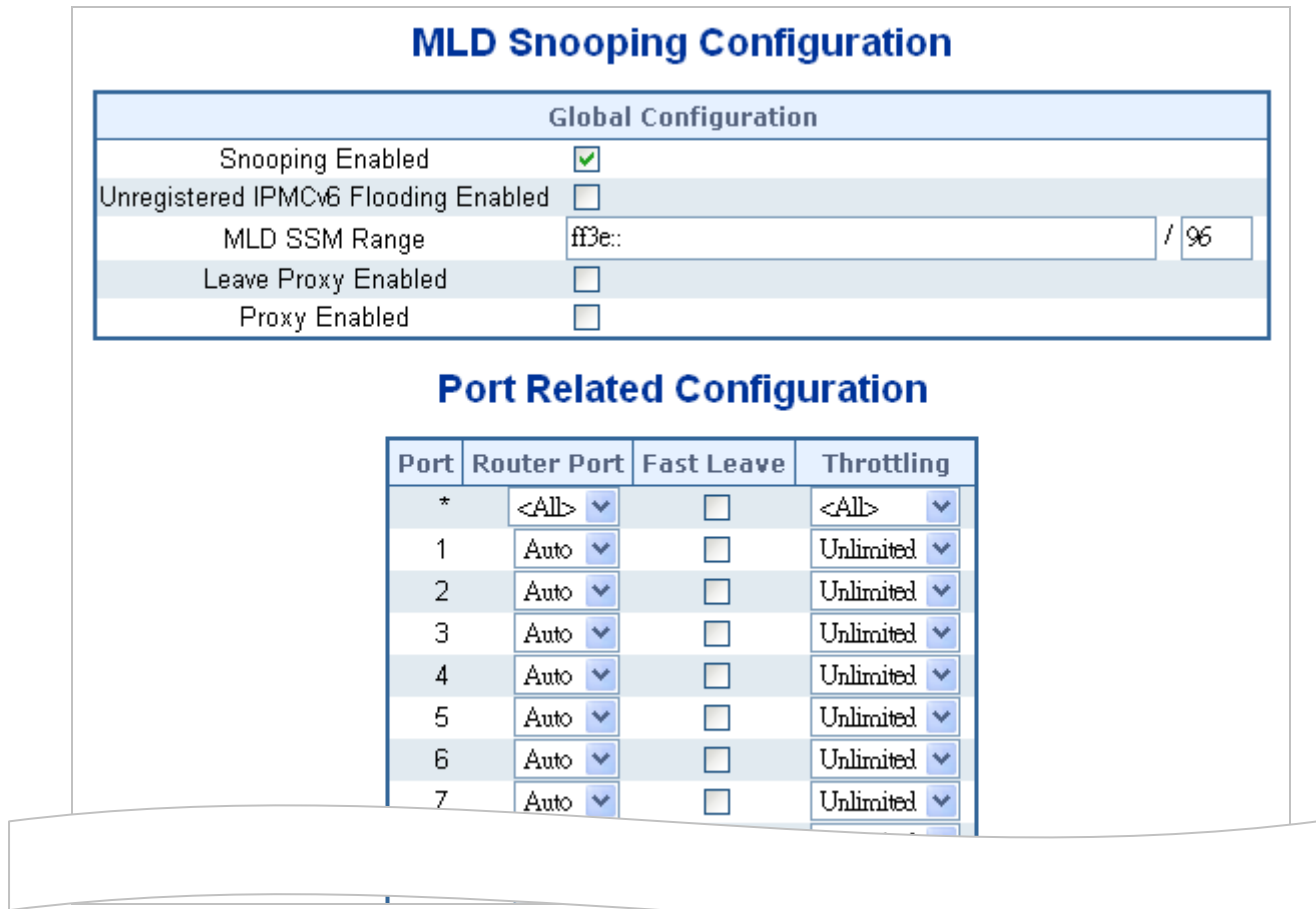 MLD Snooping Configuration
Global Configuration
Snooping Enabled
Unregistered IPMCv6 Flooding Enabled
MLD SSM Range ff3e:: / 96
Leave Proxy Enabled
Proxy Enabled
Port Related Configuration
Port Router Port Fast Leave Throttling
* <All> <All>
1 Auto Unlimited
2 Auto Unlimited
3 Auto Unlimited
4 Auto Unlimited
5 Auto Unlimited
6 Auto Unlimited
7 Auto Unlimited